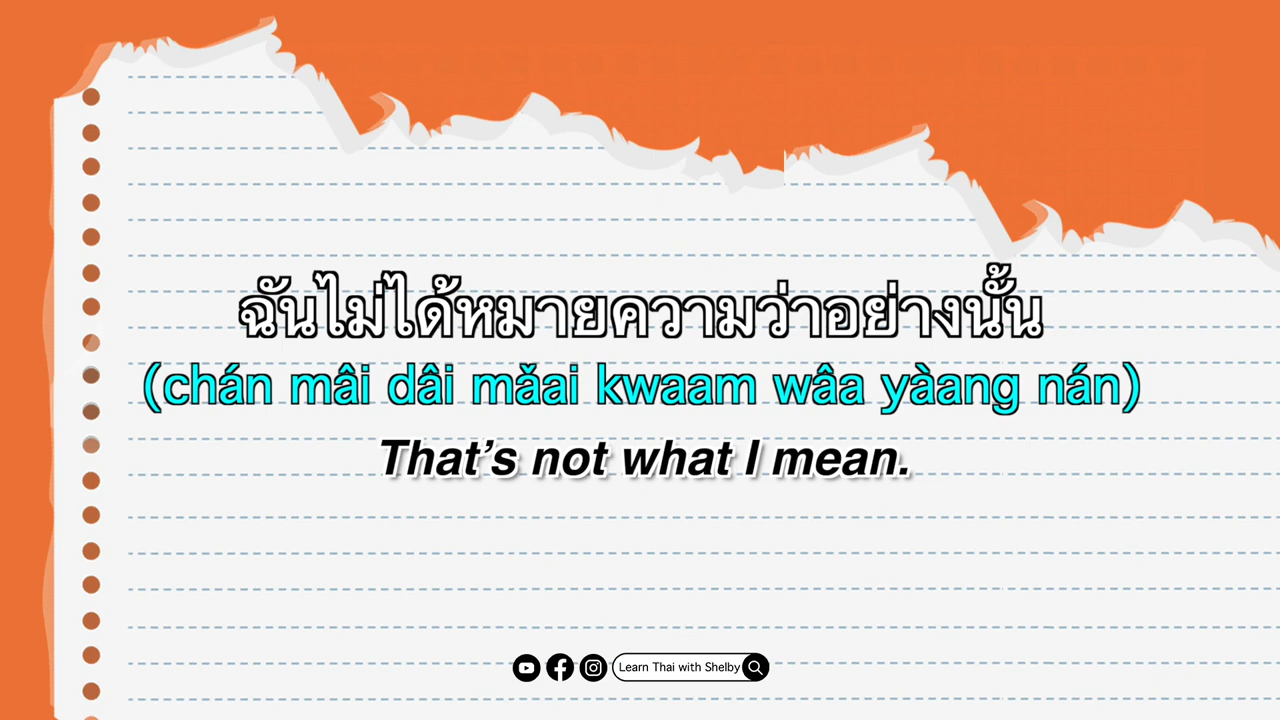 ฉันไม่ได้หมายความว่าอย่างนั้น
(chán mâi dâi mǎai kwaam wâa yàang nán)
That's not what I mean.
Learn Thai with Shelby